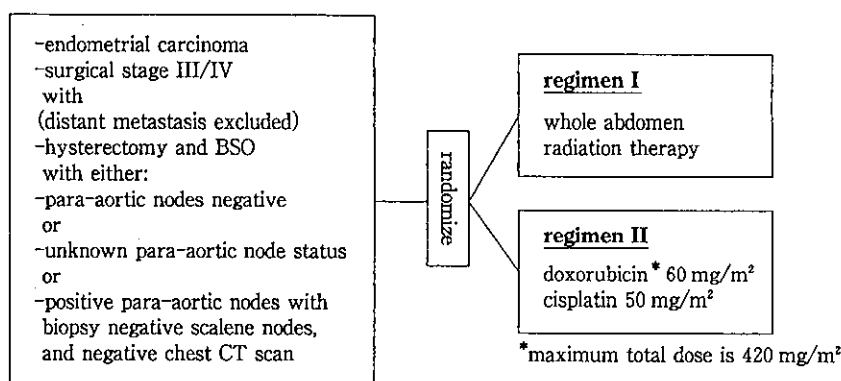 -endometrial carcinoma
-surgical stage III/IV
with
(distant metastasis excluded)
-hysterectomy and BSO
with either:
-para-aortic nodes negative
or
-unknown para-aortic node status
or
-positive para-aortic nodes with
biopsy negative scalene nodes,
and negative chest CT scan
randomize
regimen I
whole abdomen
radiation therapy
regimen II
doxorubicin* 60 mg/m²
cisplatin 50 mg/m²
*maximum total dose is 420 mg/m²